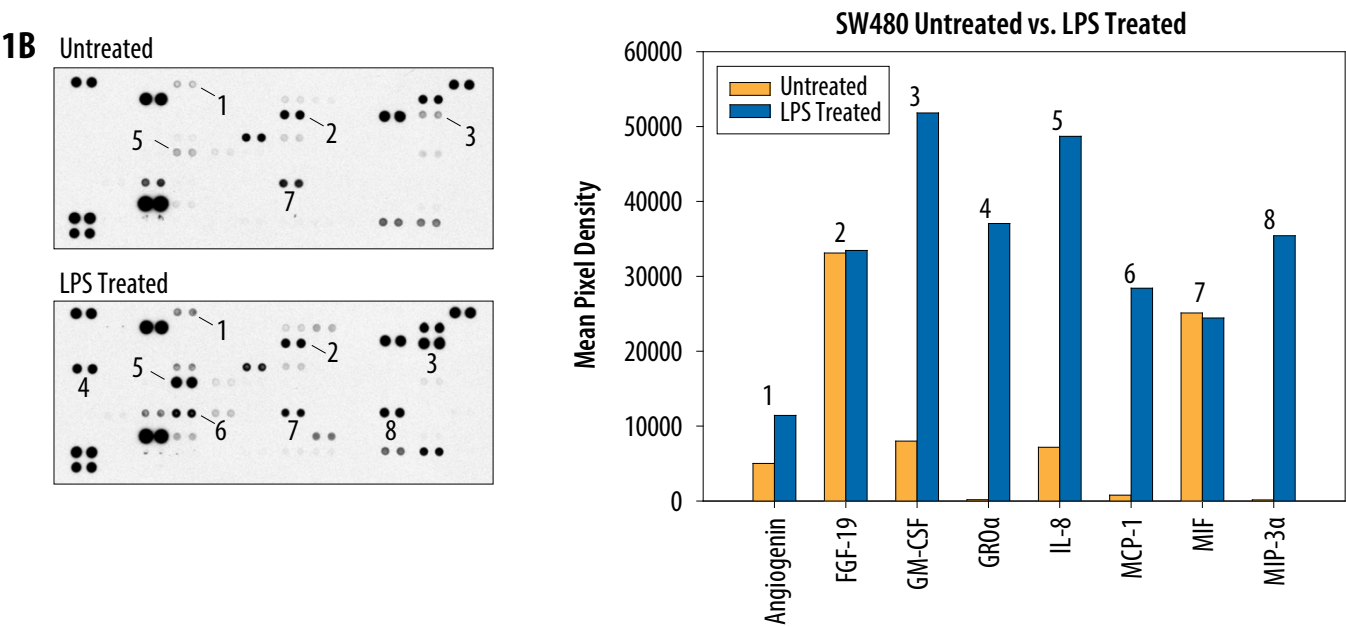 1B Untreated
1
2
3
5
7
LPS Treated
1
2
3
4
5
6
7
8
SW480 Untreated vs. LPS Treated
Mean Pixel Density
60000
50000
40000
30000
20000
10000
0
Untreated
LPS Treated
1
2
3
4
5
6
7
8
Angiogenin
FGF-19
GM-CSF
GROα
IL-8
MCP-1
MIF
MIP-3α